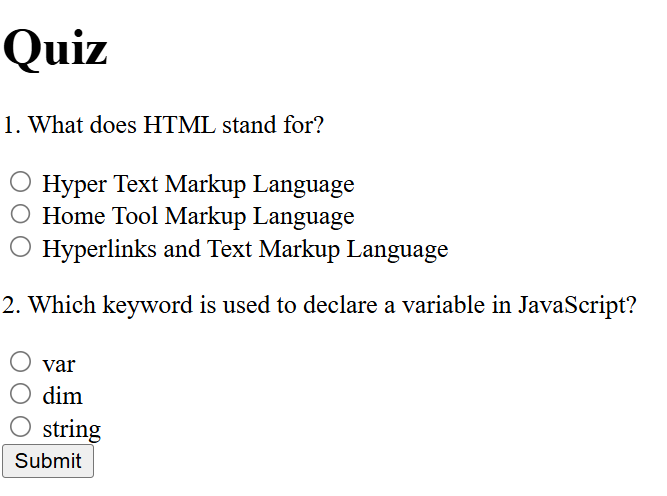 Quiz
1. What does HTML stand for?
Hyper Text Markup Language
Home Tool Markup Language
Hyperlinks and Text Markup Language
2. Which keyword is used to declare a variable in JavaScript?
var
dim
string
Submit